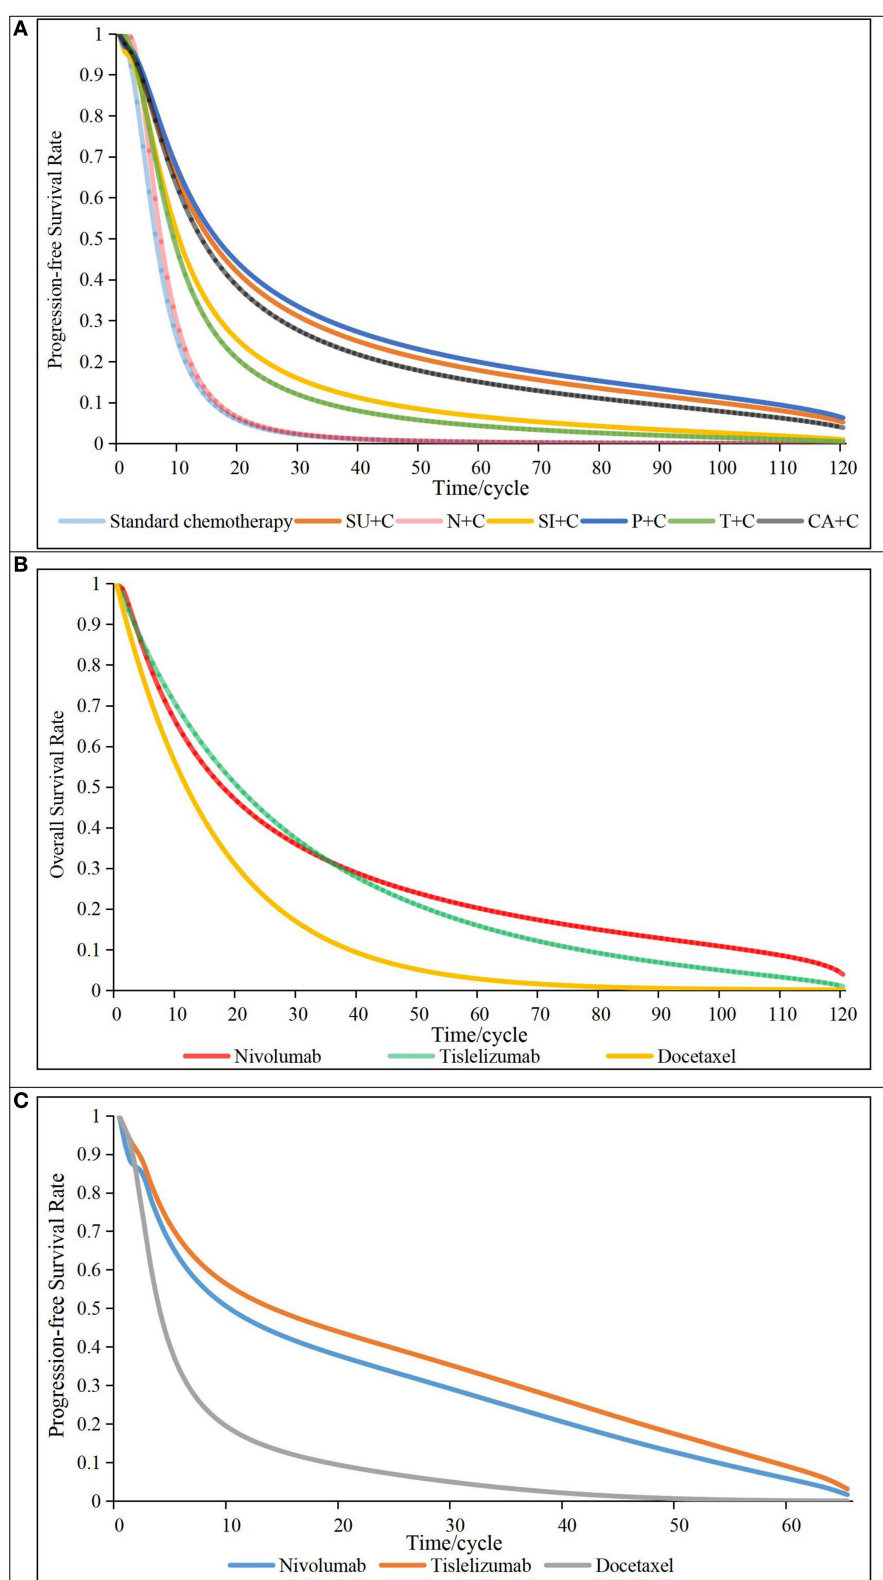 A
Progression-free Survival Rate
1
0.9
0.8
0.7
0.6
0.5
0.4
0.3
0.2
0.1
0
0 10 20 30 40 50 60 70 80 90 100 110 120
Time/cycle
Standard chemotherapy SU+C N+C SI+C P+C T+C CA+C
B
Overall Survival Rate
1
0.9
0.8
0.7
0.6
0.5
0.4
0.3
0.2
0.1
0
0 10 20 30 40 50 60 70 80 90 100 110 120
Time/cycle
Nivolumab Tislelizumab Docetaxel
C
Progression-free Survival Rate
1
0.9
0.8
0.7
0.6
0.5
0.4
0.3
0.2
0.1
0
0 10 20 30 40 50 60
Time/cycle
Nivolumab Tislelizumab Docetaxel